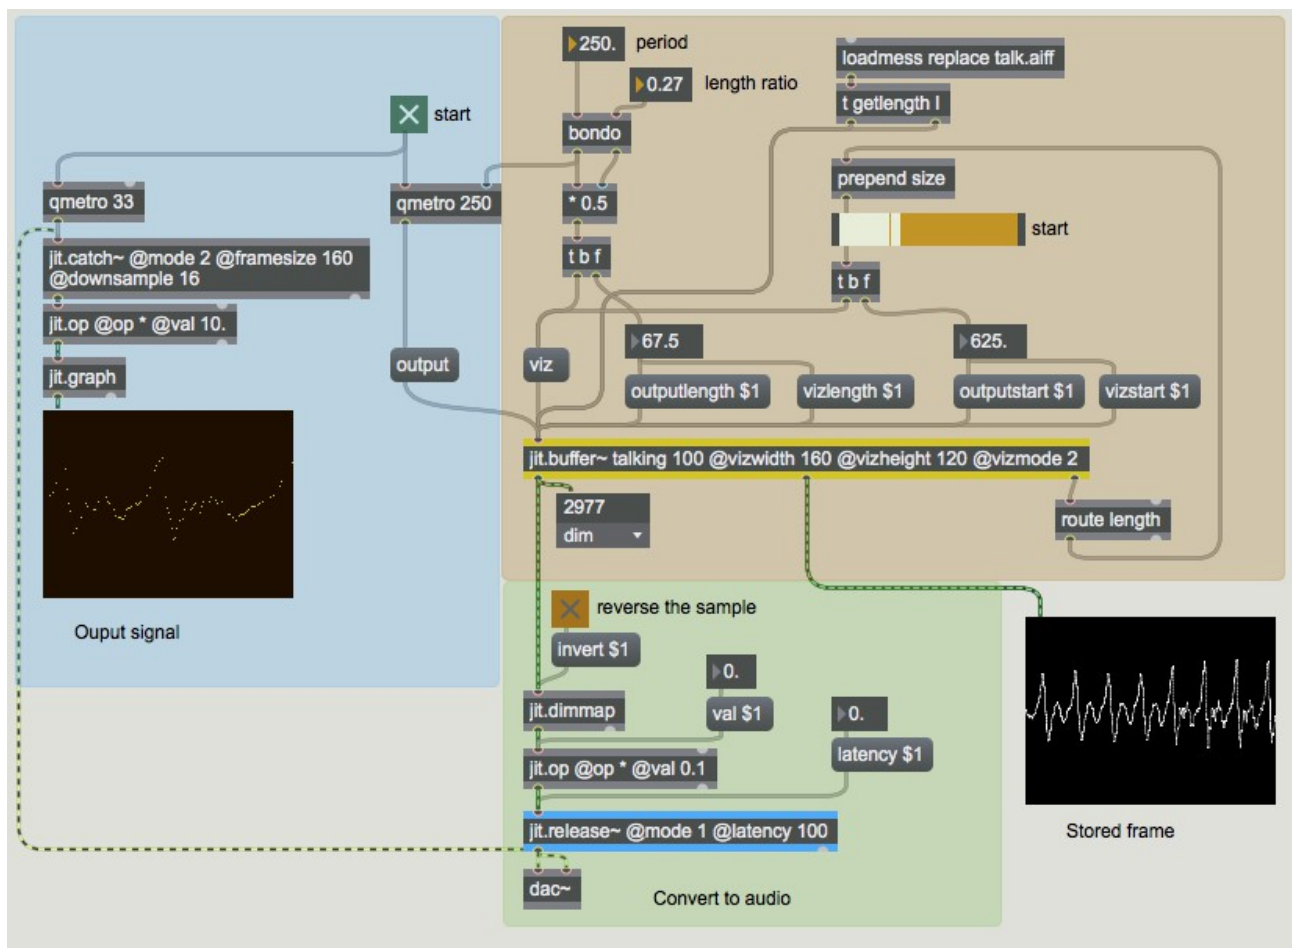 250.
period
0.27
length ratio
loadmess replace talk.aiff
t getlength l
start
bondo
qmetro 33
qmetro 250
* 0.5
prepend size
start
t b f
t b f
jit.catch~ @mode 2 @framesize 160
@downsample 16
jit.op @op * @val 10.
jit.graph
output
viz
67.5
625.
outputlength $1
vizlength $1
outputstart $1
vizstart $1
jit.buffer~ talking 100 @vizwidth 160 @vizheight 120 @vizmode 2
2977
dim
route length
Ouput signal
reverse the sample
invert $1
0.
jit.dimmap
val $1
0.
jit.op @op * @val 0.1
latency $1
jit.release~ @mode 1 @latency 100
Stored frame
dac~
Convert to audio